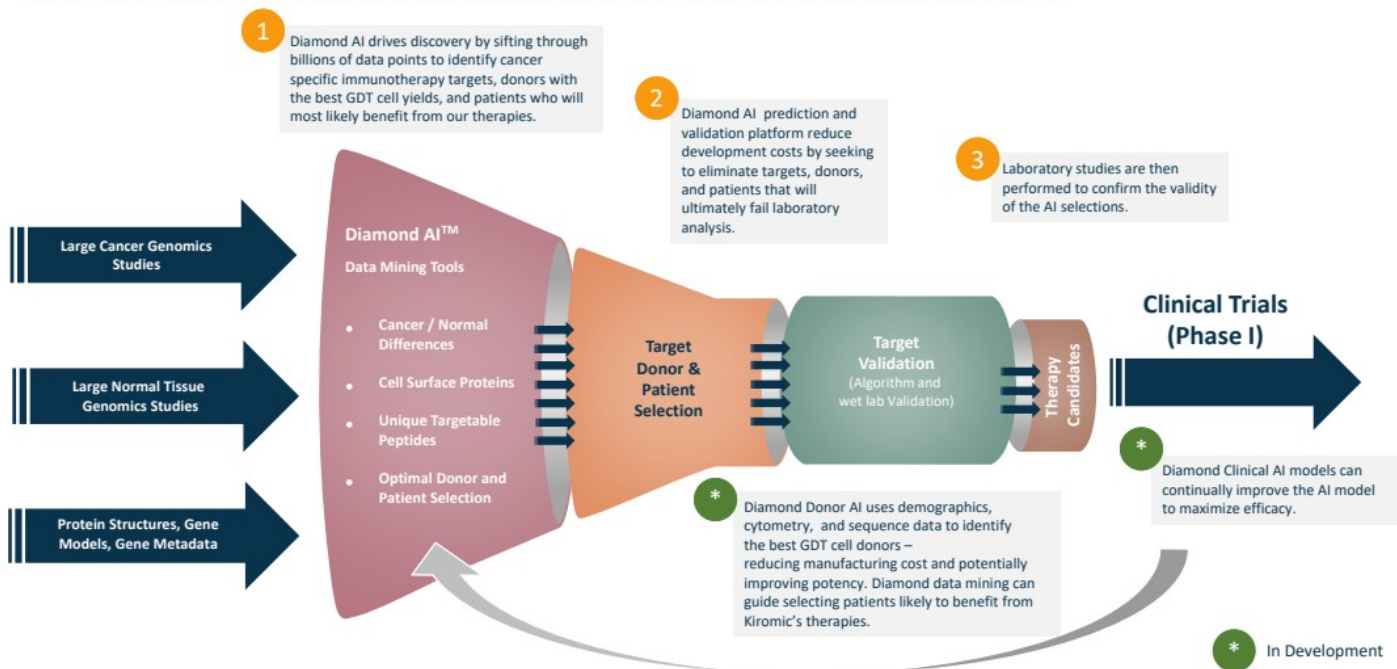 1
Diamond AI drives discovery by sifting through
billions of data points to identify cancer
specific immunotherapy targets, donors with
the best GDT cell yields, and patients who will
most likely benefit from our therapies.
2
Diamond AI prediction and
validation platform reduce
development costs by seeking
to eliminate targets, donors,
and patients that will
ultimately fail laboratory
analysis.
3
Laboratory studies are then
performed to confirm the validity
of the AI selections.
Large Cancer Genomics
Studies
Large Normal Tissue
Genomics Studies
Protein Structures, Gene
Models, Gene Metadata
Diamond AI™
Data Mining Tools
• Cancer / Normal
Differences
• Cell Surface Proteins
• Unique Targetable
Peptides
• Optimal Donor and
Patient Selection
Target
Donor &
Patient
Selection
Target
Validation
(Algorithm and
wet lab Validation)
Therapy
Candidates
Clinical Trials
(Phase I)
*
Diamond Donor AI uses demographics,
cytometry, and sequence data to identify
the best GDT cell donors –
reducing manufacturing cost and potentially
improving potency. Diamond data mining can
guide selecting patients likely to benefit from
Kiromic's therapies.
*
Diamond Clinical AI models can
continually improve the AI model
to maximize efficacy.
* In Development